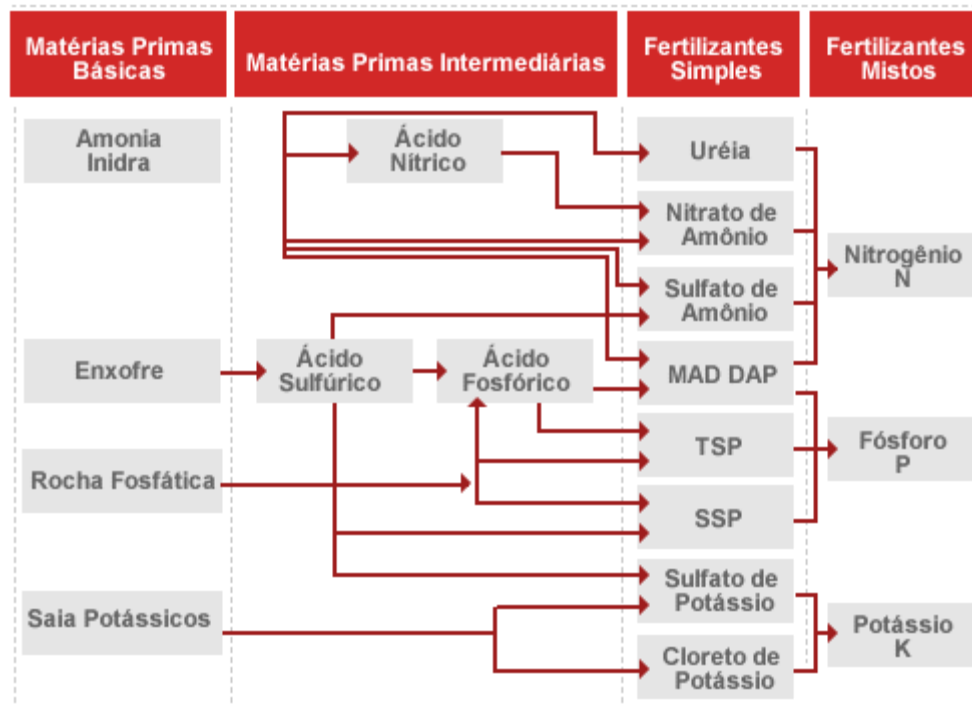 Matérias Primas
Básicas
Matérias Primas Intermediárias
Fertilizantes
Simples
Fertilizantes
Mistos
Amonia
Inidra
Ácido
Nítrico
Uréia
Nitrato de
Amônio
Nitrogênio
N
Sulfato de
Amônio
Enxofre
Ácido
Sulfúrico
Ácido
Fosfórico
MAD DAP
TSP
Fósforo
P
Rocha Fosfática
SSP
Sulfato de
Potássio
Saia Potássicos
Potássio
K
Cloreto de
Potássio